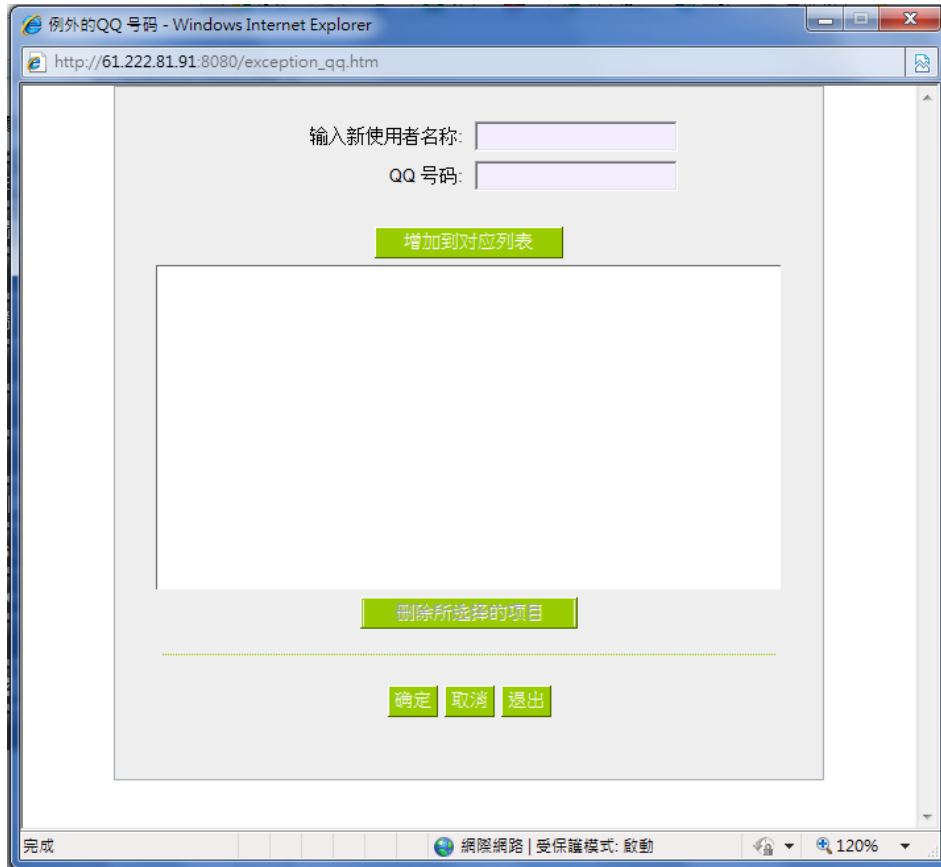 例外的QQ 号码 - Windows Internet Explorer
http://61.222.81.91:8080/exception_qq.htm
输入新使用者名称:
QQ 号码:
增加到对应列表
删除所选择的项目
确定 取消 退出
完成 網際網路 | 受保護模式: 啟動 120%